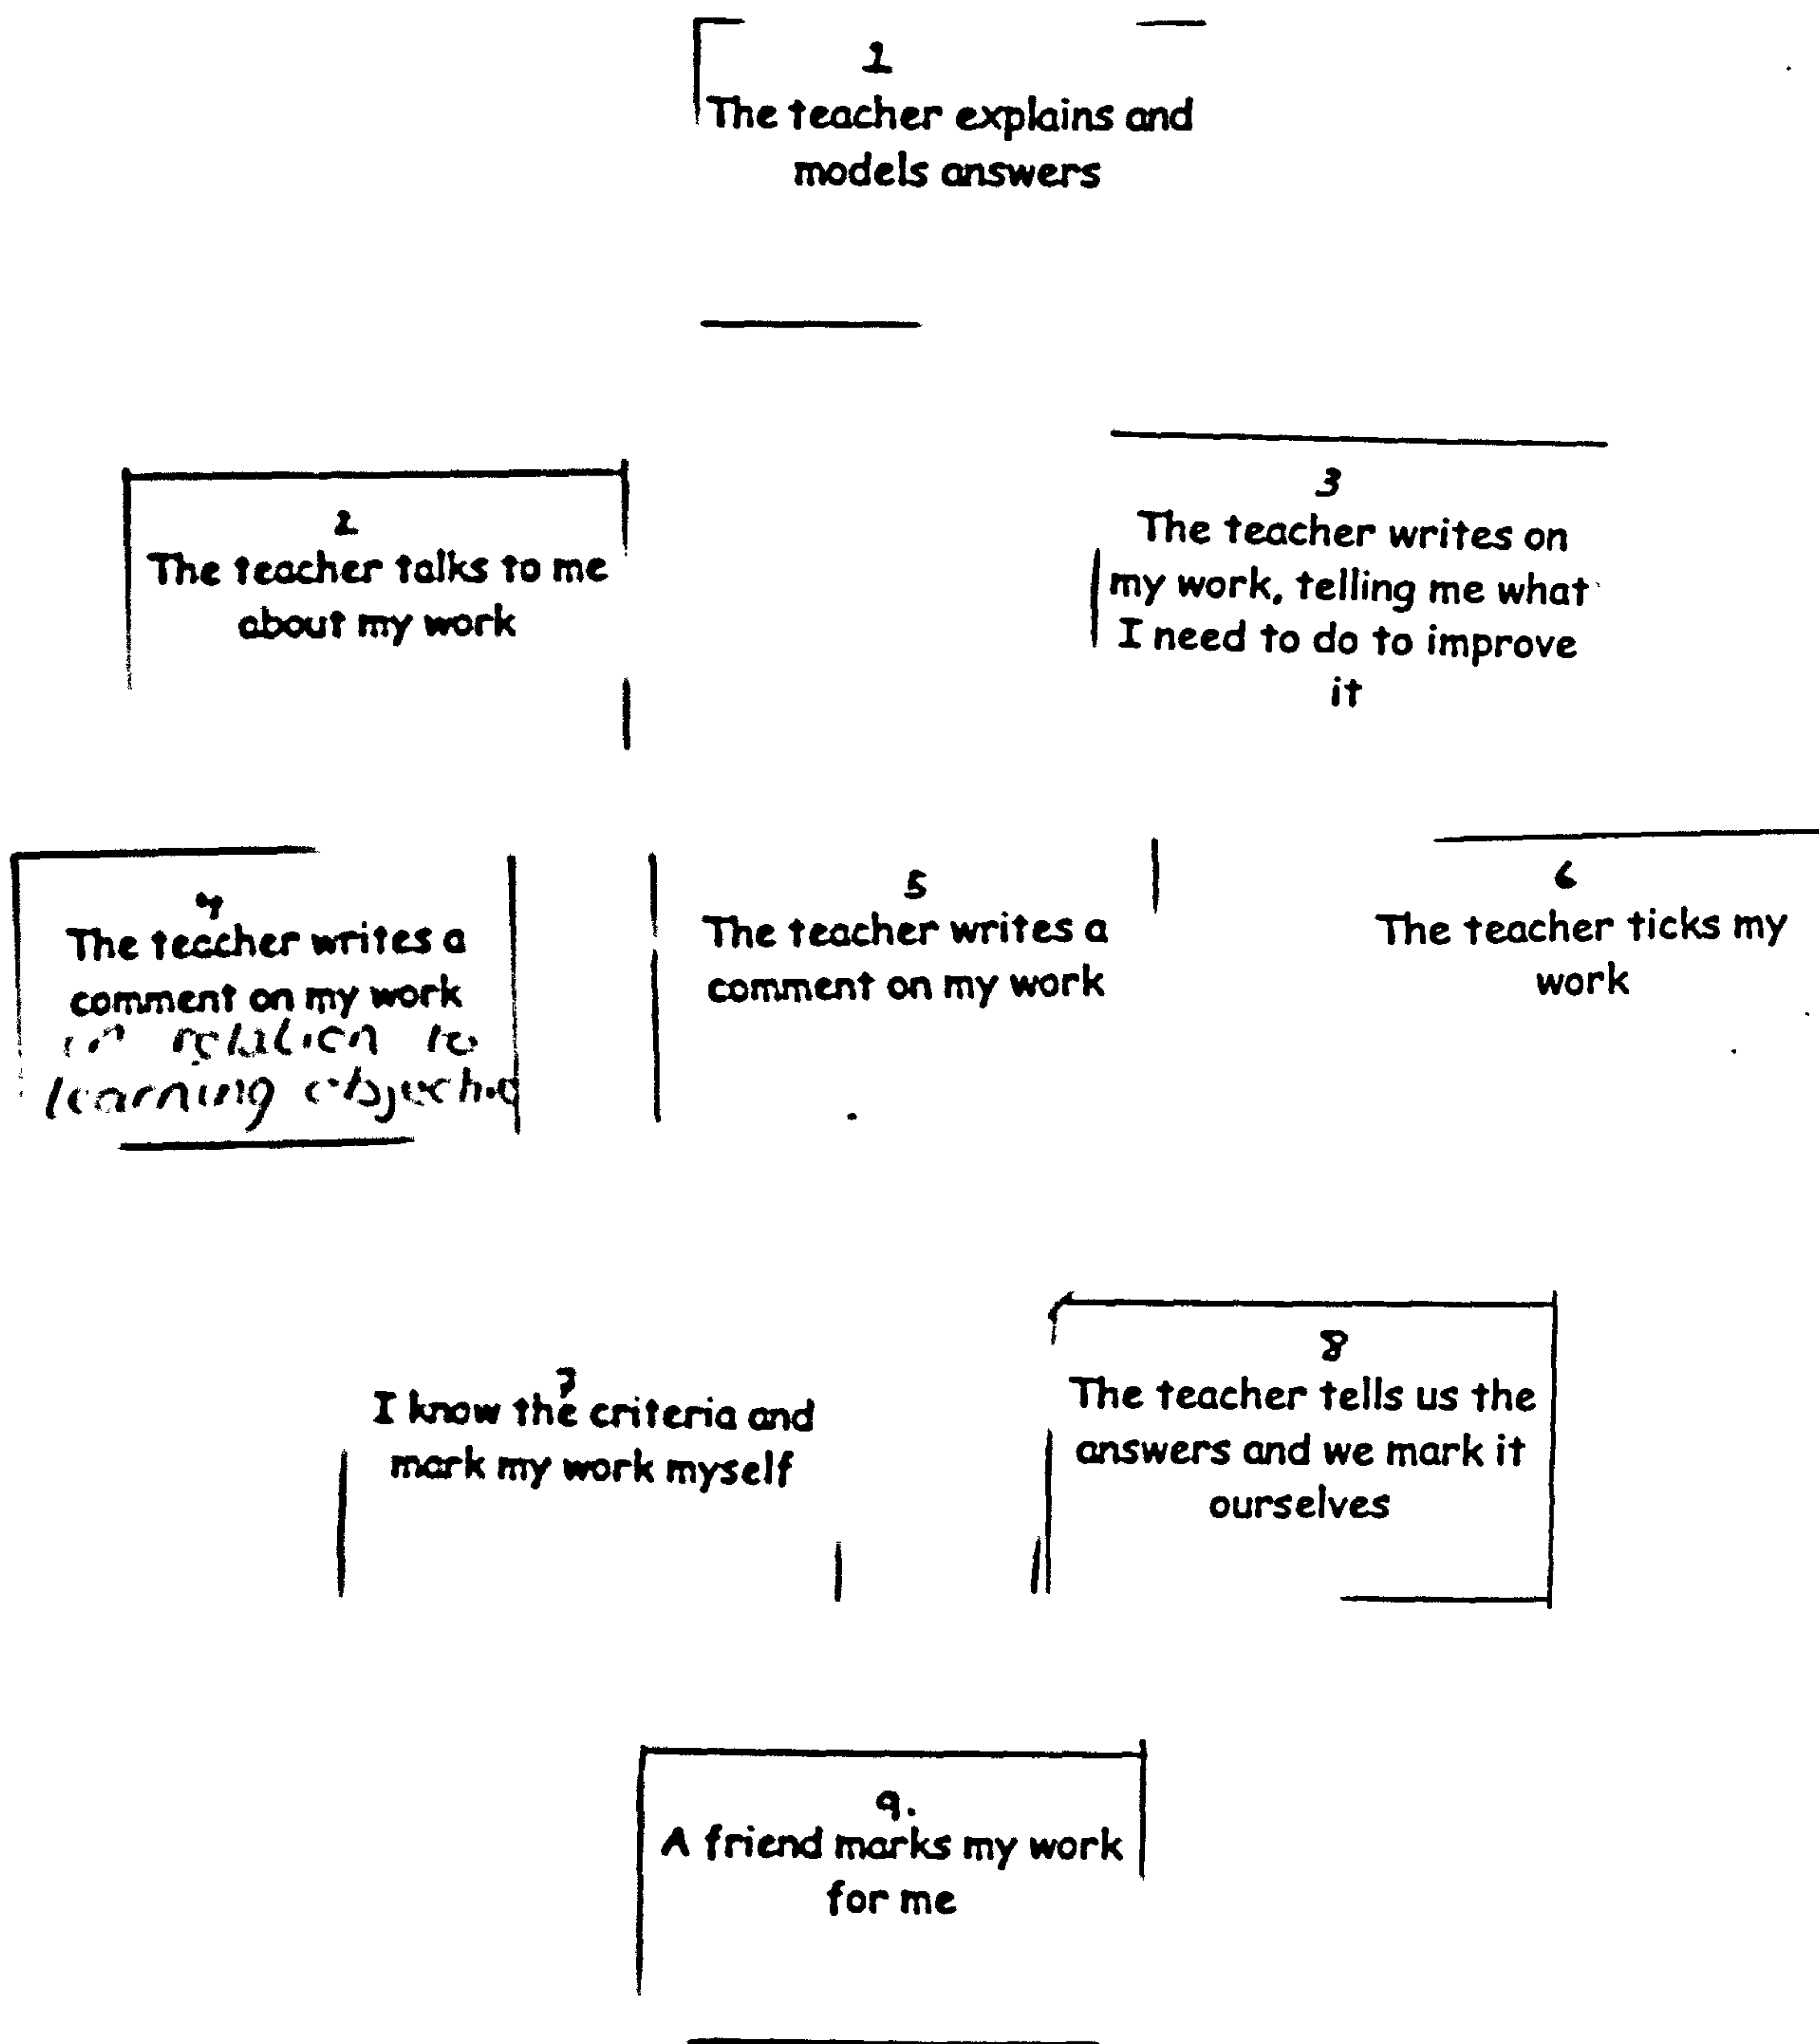 1
The teacher explains and
models answers
2
The teacher talks to me
about my work
3
The teacher writes on
my work, telling me what
I need to do to improve
it
4
The teacher writes a
comment on my work
in relation to
learning objective
5
The teacher writes a
comment on my work
6
The teacher ticks my
work
7
I know the criteria and
mark my work myself
8
The teacher tells us the
answers and we mark it
ourselves
9.
A friend marks my work
for me